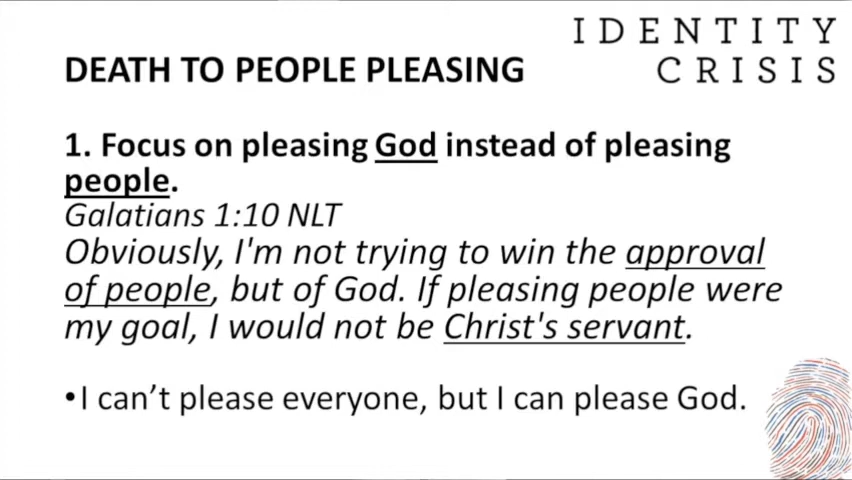 IDENTITY
CRISIS
DEATH TO PEOPLE PLEASING
1. Focus on pleasing God instead of pleasing
people.
Galatians 1:10 NLT
Obviously, I'm not trying to win the approval
of people, but of God. If pleasing people were
my goal, I would not be Christ's servant.
•I can’t please everyone, but I can please God.